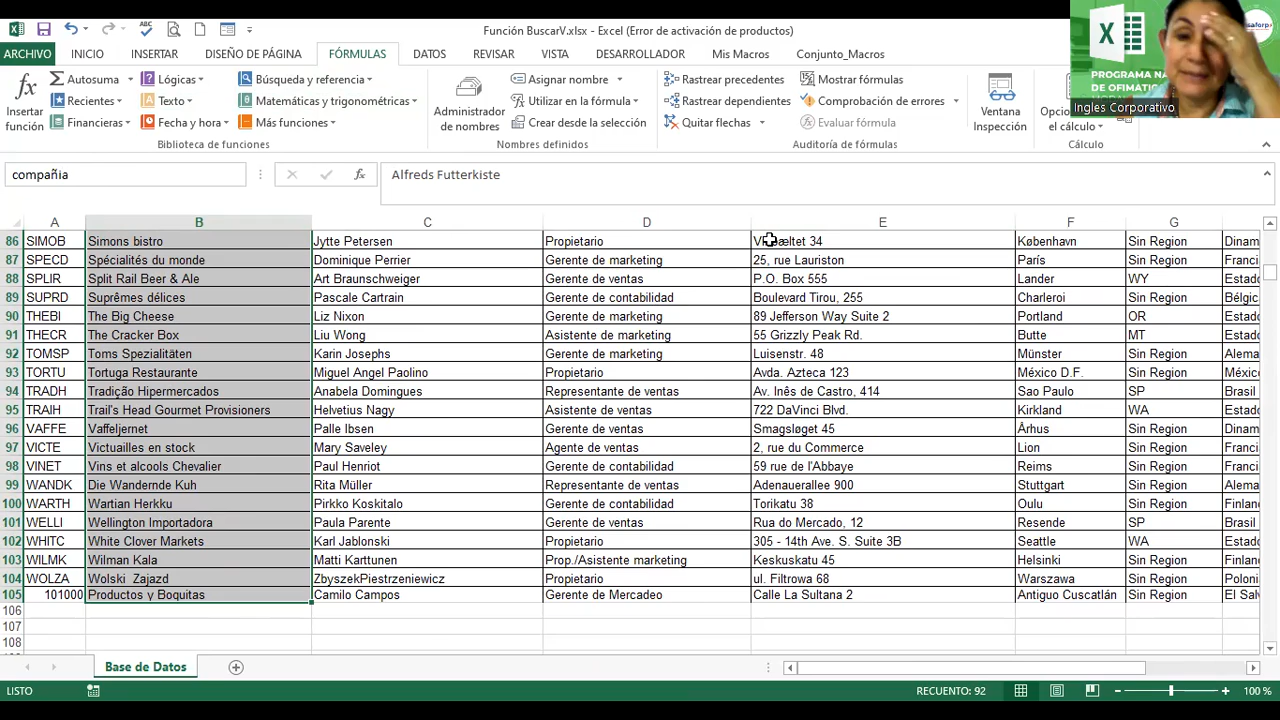 Función BuscarV.xlsx - Excel (Error de activación de productos)
ARCHIVO INICIO INSERTAR DISEÑO DE PÁGINA FÓRMULAS DATOS REVISAR VISTA DESARROLLADOR Mis Macros Conjunto_Macros
PROGRAMA NA
DE OFIMATIC
Ingles Corporativo
Insertar función
Autosuma
Recientes
Financieras
Lógicas
Texto
Fecha y hora
Búsqueda y referencia
Matemáticas y trigonométricas
Más funciones
Biblioteca de funciones
Administrador de nombres
Asignar nombre
Utilizar en la fórmula
Crear desde la selección
Nombres definidos
Rastrear precedentes
Rastrear dependientes
Quitar flechas
Mostrar fórmulas
Comprobación de errores
Evaluar fórmula
Auditoría de fórmulas
Ventana Inspección
el cálculo
Cálculo
compañia fx Alfreds Futterkiste
A B C D E F G
86 SIMOB Simons bistro Jytte Petersen Propietario 34 København Sin Region Dinam
87 SPECD Spécialités du monde Dominique Perrier Gerente de marketing 25, rue Lauriston París Sin Region Franci
88 SPLIR Split Rail Beer & Ale Art Braunschweiger Gerente de ventas P.O. Box 555 Lander WY Estado
89 SUPRD Suprêmes délices Pascale Cartrain Gerente de contabilidad Boulevard Tirou, 255 Charleroi Sin Region Bélgic
90 THEBI The Big Cheese Liz Nixon Gerente de marketing 89 Jefferson Way Suite 2 Portland OR Estado
91 THECR The Cracker Box Liu Wong Asistente de marketing 55 Grizzly Peak Rd. Butte MT Estado
92 TOMSP Toms Spezialitäten Karin Josephs Gerente de marketing Luisenstr. 48 Münster Sin Region Alema
93 TORTU Tortuga Restaurante Miguel Angel Paolino Propietario Avda. Azteca 123 México D.F. Sin Region México
94 TRADH Tradição Hipermercados Anabela Domingues Representante de ventas Av. Inês de Castro, 414 Sao Paulo SP Brasil
95 TRAIH Trail's Head Gourmet Provisioners Helvetius Nagy Asistente de ventas 722 DaVinci Blvd. Kirkland WA Estado
96 VAFFE Vaffeljernet Palle Ibsen Gerente de ventas Smagsløget 45 Århus Sin Region Dinam
97 VICTE Victuailles en stock Mary Saveley Agente de ventas 2, rue du Commerce Lion Sin Region Franci
98 VINET Vins et alcools Chevalier Paul Henriot Gerente de contabilidad 59 rue de l'Abbaye Reims Sin Region Franci
99 WANDK Die Wandernde Kuh Rita Müller Representante de ventas Adenauerallee 900 Stuttgart Sin Region Alema
100 WARTH Wartian Herkku Pirkko Koskitalo Gerente de contabilidad Torikatu 38 Oulu Sin Region Finlan
101 WELLI Wellington Importadora Paula Parente Gerente de ventas Rua do Mercado, 12 Resende SP Brasil
102 WHITC White Clover Markets Karl Jablonski Propietario 305 - 14th Ave. S. Suite 3B Seattle WA Estado
103 WILMK Wilman Kala Matti Karttunen Prop./Asistente marketing Keskuskatu 45 Helsinki Sin Region Finlan
104 WOLZA Wolski Zajazd ZbyszekPiestrzeniewicz Propietario ul. Filtrowa 68 Warszawa Sin Region Poloni
105 101000 Productos y Boquitas Camilo Campos Gerente de Mercadeo Calle La Sultana 2 Antiguo Cuscatlán Sin Region El Sal
106
107
108
Base de Datos
LISTO RECUENTO: 92 100 %